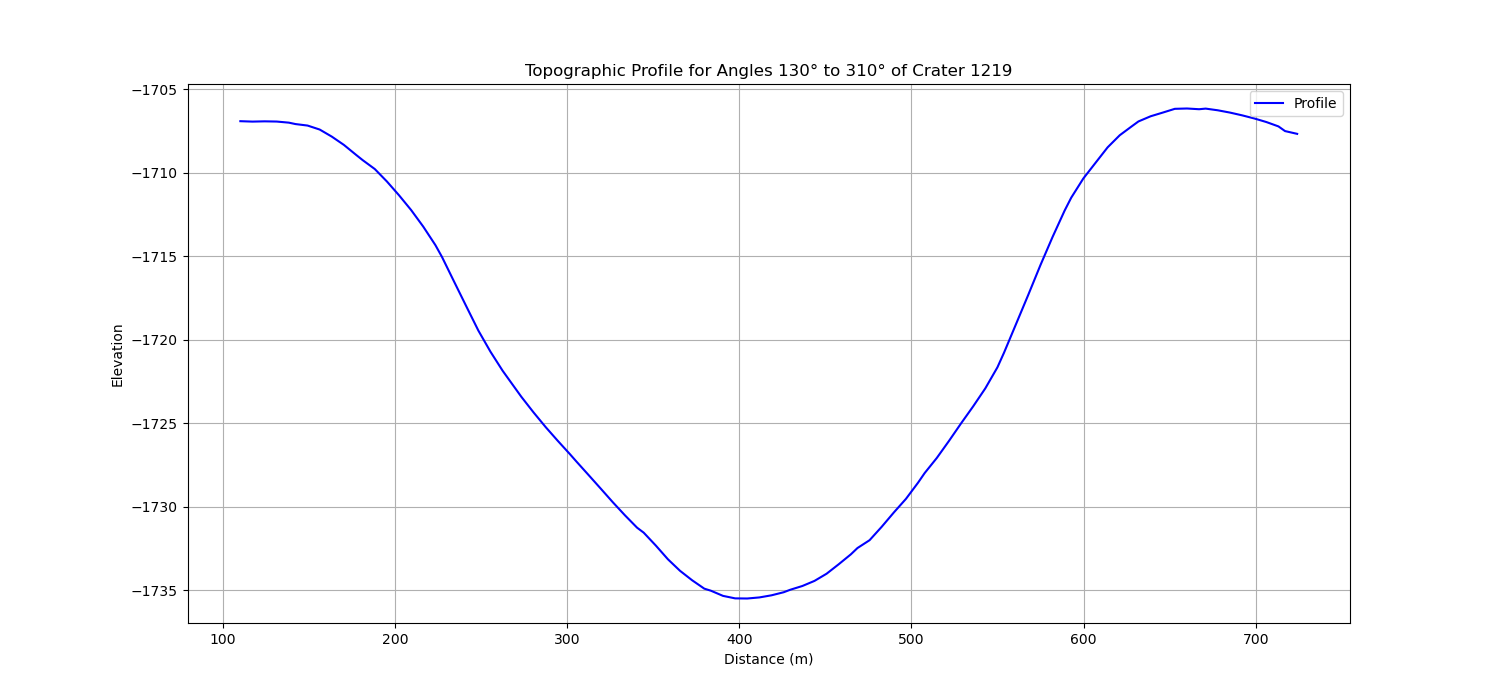 Topographic Profile for Angles 130° to 310° of Crater 1219
Profile
Elevation
−1705
−1710
−1715
−1720
−1725
−1730
−1735
100 200 300 400 500 600 700
Distance (m)